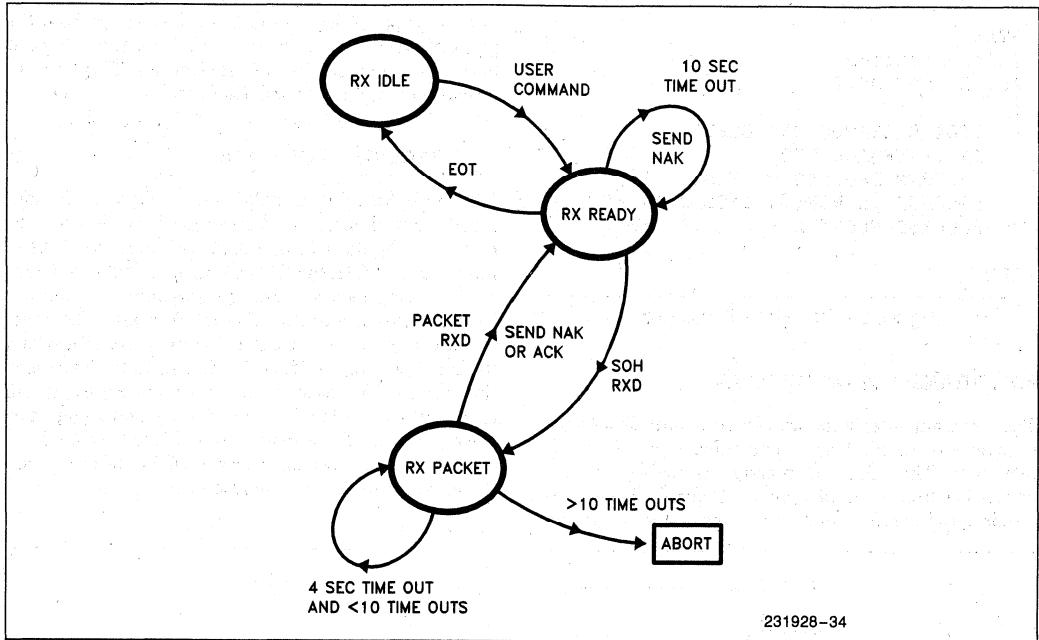 RX IDLE
USER
COMMAND
10 SEC
TIME OUT
SEND
NAK
EOT
RX READY
PACKET
RXD
SEND NAK
OR ACK
SOH
RXD
RX PACKET
>10 TIME OUTS
ABORT
4 SEC TIME OUT
AND <10 TIME OUTS
231928-34